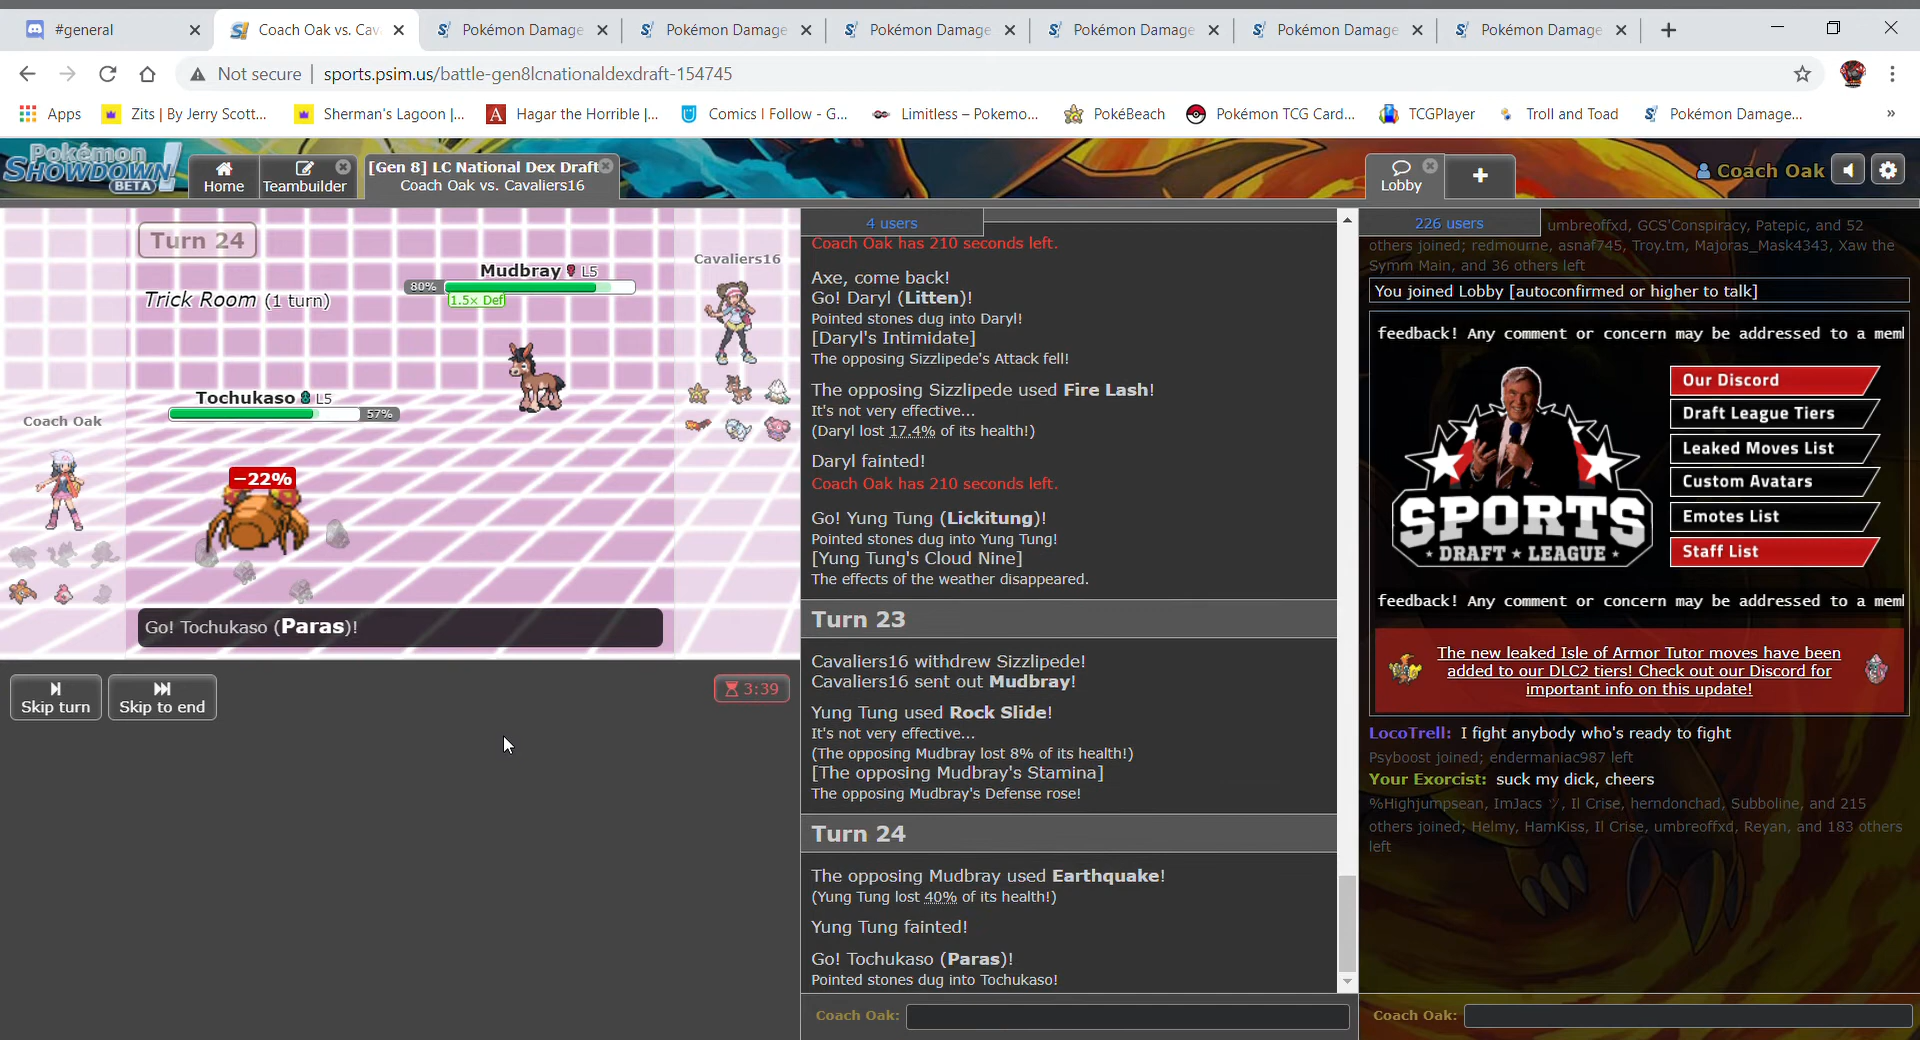 #general
Coach Oak vs. Cav
Pokémon Damage
Pokémon Damage
Pokémon Damage
Pokémon Damage
Pokémon Damage
Pokémon Damage
Not secure | sports.psim.us/battle-gen8lcnationaldexdraft-154745
Apps
Zits | By Jerry Scott...
Sherman's Lagoon |...
Hagar the Horrible |...
Comics I Follow - G...
Limitless – Pokemo...
PokéBeach
Pokémon TCG Card...
TCGPlayer
Troll and Toad
Pokémon Damage...
»
Pokémon
SHOWDOWN!
BETA
Home
Teambuilder
[Gen 8] LC National Dex Draft
Coach Oak vs. Cavaliers16
Lobby
Coach Oak
Turn 24
Trick Room (1 turn)
Mudbray L5
80%
1.5× Def
Cavaliers16
Tochukaso L5
57%
Coach Oak
−22%
Go! Tochukaso (Paras)!
Skip turn
Skip to end
3:39
4 users
Coach Oak has 210 seconds left.
Axe, come back!
Go! Daryl (Litten)!
Pointed stones dug into Daryl!
[Daryl's Intimidate]
The opposing Sizzlipede's Attack fell!
The opposing Sizzlipede used Fire Lash!
It's not very effective...
(Daryl lost 17.4% of its health!)
Daryl fainted!
Coach Oak has 210 seconds left.
Go! Yung Tung (Lickitung)!
Pointed stones dug into Yung Tung!
[Yung Tung's Cloud Nine]
The effects of the weather disappeared.
Turn 23
Cavaliers16 withdrew Sizzlipede!
Cavaliers16 sent out Mudbray!
Yung Tung used Rock Slide!
It's not very effective...
(The opposing Mudbray lost 8% of its health!)
[The opposing Mudbray's Stamina]
The opposing Mudbray's Defense rose!
Turn 24
The opposing Mudbray used Earthquake!
(Yung Tung lost 40% of its health!)
Yung Tung fainted!
Go! Tochukaso (Paras)!
Pointed stones dug into Tochukaso!
Coach Oak:
226 users
umbreoffxd, GCS'Conspiracy, Patepic, and 52
others joined; redmourne, asnaf745, Troy.tm, Majoras_Mask4343, Xaw the
Symm Main, and 36 others left
You joined Lobby [autoconfirmed or higher to talk]
feedback! Any comment or concern may be addressed to a mem
SPORTS
DRAFT ★ LEAGUE
Our Discord
Draft League Tiers
Leaked Moves List
Custom Avatars
Emotes List
Staff List
feedback! Any comment or concern may be addressed to a mem
The new leaked Isle of Armor Tutor moves have been
added to our DLC2 tiers! Check out our Discord for
important info on this update!
LocoTrell: I fight anybody who's ready to fight
Psyboost joined; endermaniac987 left
Your Exorcist: suck my dick, cheers
%Highjumpsean, ImJacs ツ, Il Crise, herndonchad, Subboline, and 215
others joined; Helmy, HamKiss, Il Crise, umbreoffxd, Reyan, and 183 others
left
Coach Oak: